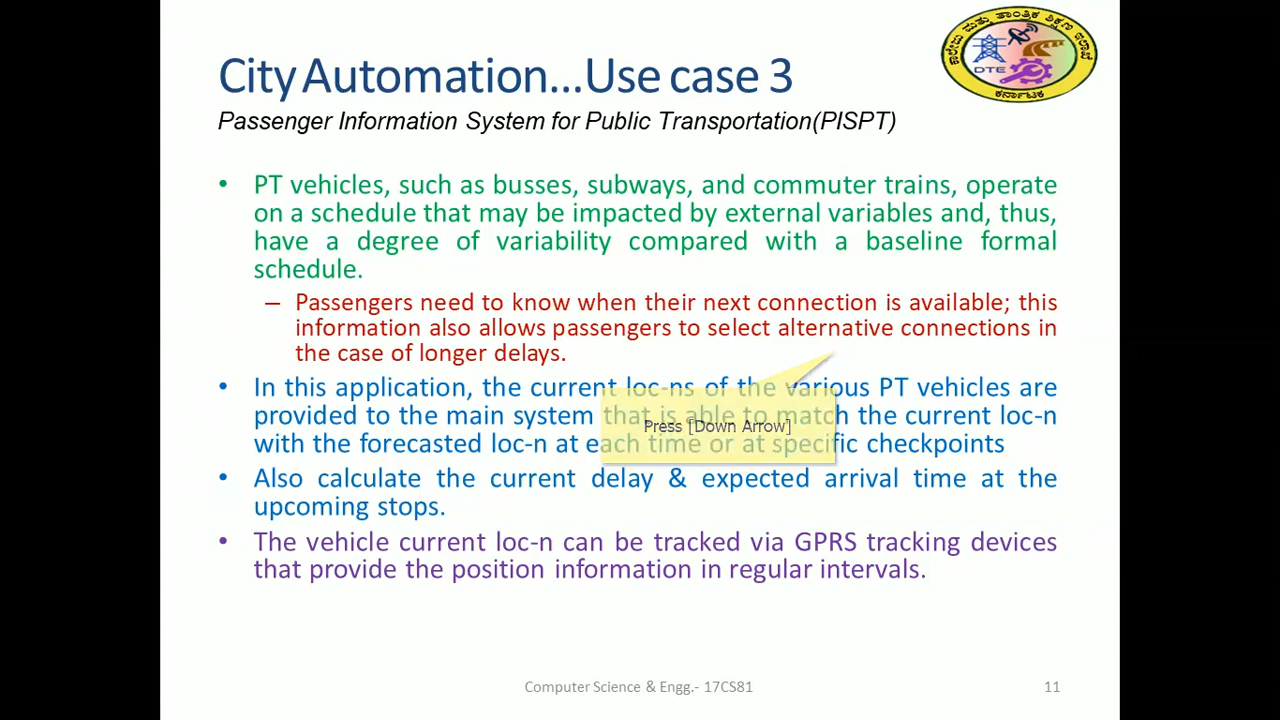 City Automation...Use case 3
Passenger Information System for Public Transportation(PISPT)
ಕಾಲೇಜು ಮತ್ತು ತಾಂತ್ರಿಕ ಶಿಕ್ಷಣ ಇಲಾಖೆ
DTE
ಕರ್ನಾಟಕ
• PT vehicles, such as busses, subways, and commuter trains, operate
on a schedule that may be impacted by external variables and, thus,
have a degree of variability compared with a baseline formal
schedule.
– Passengers need to know when their next connection is available; this
information also allows passengers to select alternative connections in
the case of longer delays.
• In this application, the current loc-ns of the various PT vehicles are
provided to the main system that is able to match the current loc-n
with the forecasted loc-n at each time or at specific checkpoints
Press [Down Arrow]
• Also calculate the current delay & expected arrival time at the
upcoming stops.
• The vehicle current loc-n can be tracked via GPRS tracking devices
that provide the position information in regular intervals.
Computer Science & Engg.- 17CS81
11